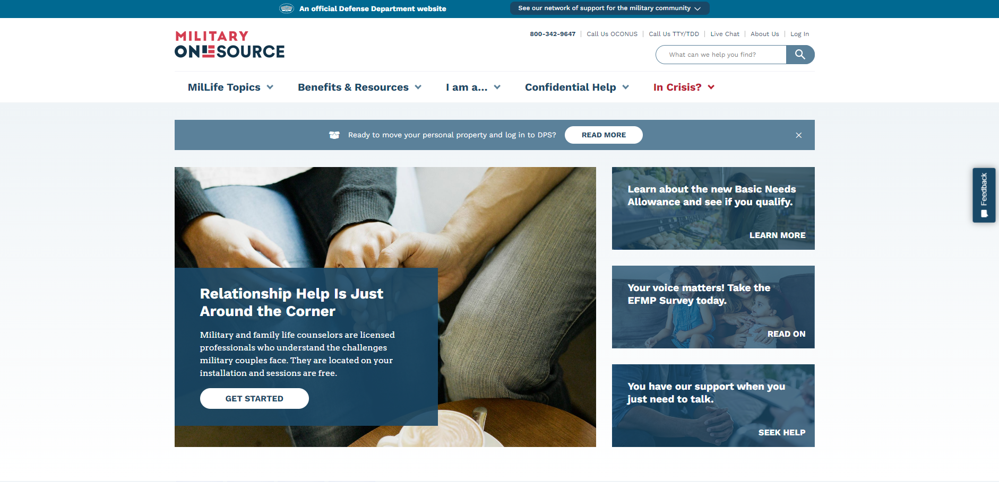 An official Defense Department website
See our network of support for the military community
MILITARY
ONESOURCE
800-342-9647
Call Us OCONUS
Call Us TTY/TDD
Live Chat
About Us
Log In
What can we help you find?
MilLife Topics
Benefits & Resources
I am a...
Confidential Help
In Crisis?
Ready to move your personal property and log in to DPS?
READ MORE
Relationship Help Is Just
Around the Corner
Military and family life counselors are licensed
professionals who understand the challenges
military couples face. They are located on your
installation and sessions are free.
GET STARTED
Learn about the new Basic Needs
Allowance and see if you qualify.
LEARN MORE
Your voice matters! Take the
EFMP Survey today.
READ ON
You have our support when you
just need to talk.
SEEK HELP
Feedback